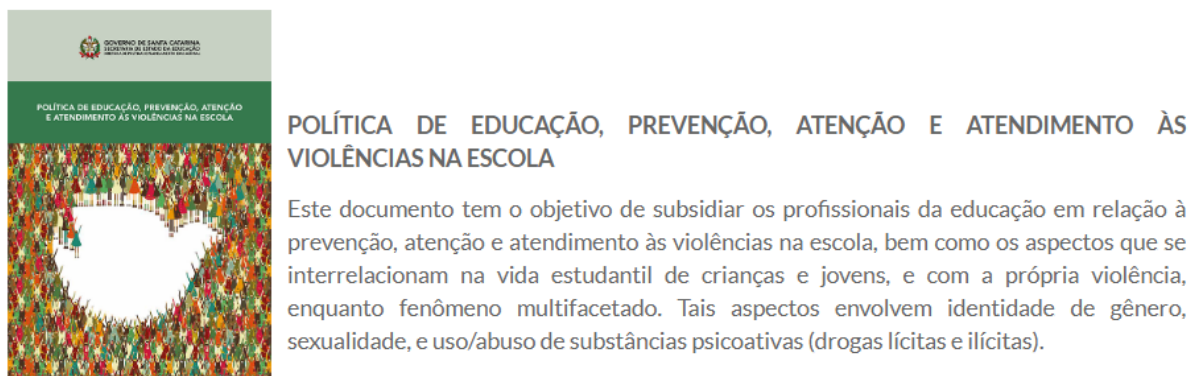 GOVERNO DE SANTA CATARINA
SECRETARIA DE ESTADO DA EDUCAÇÃO
POLÍTICA DE EDUCAÇÃO, PREVENÇÃO, ATENÇÃO
E ATENDIMENTO ÀS VIOLÊNCIAS NA ESCOLA
POLÍTICA DE EDUCAÇÃO, PREVENÇÃO, ATENÇÃO E ATENDIMENTO ÀS
VIOLÊNCIAS NA ESCOLA
Este documento tem o objetivo de subsidiar os profissionais da educação em relação à
prevenção, atenção e atendimento às violências na escola, bem como os aspectos que se
interrelacionam na vida estudantil de crianças e jovens, e com a própria violência,
enquanto fenômeno multifacetado. Tais aspectos envolvem identidade de gênero,
sexualidade, e uso/abuso de substâncias psicoativas (drogas lícitas e ilícitas).